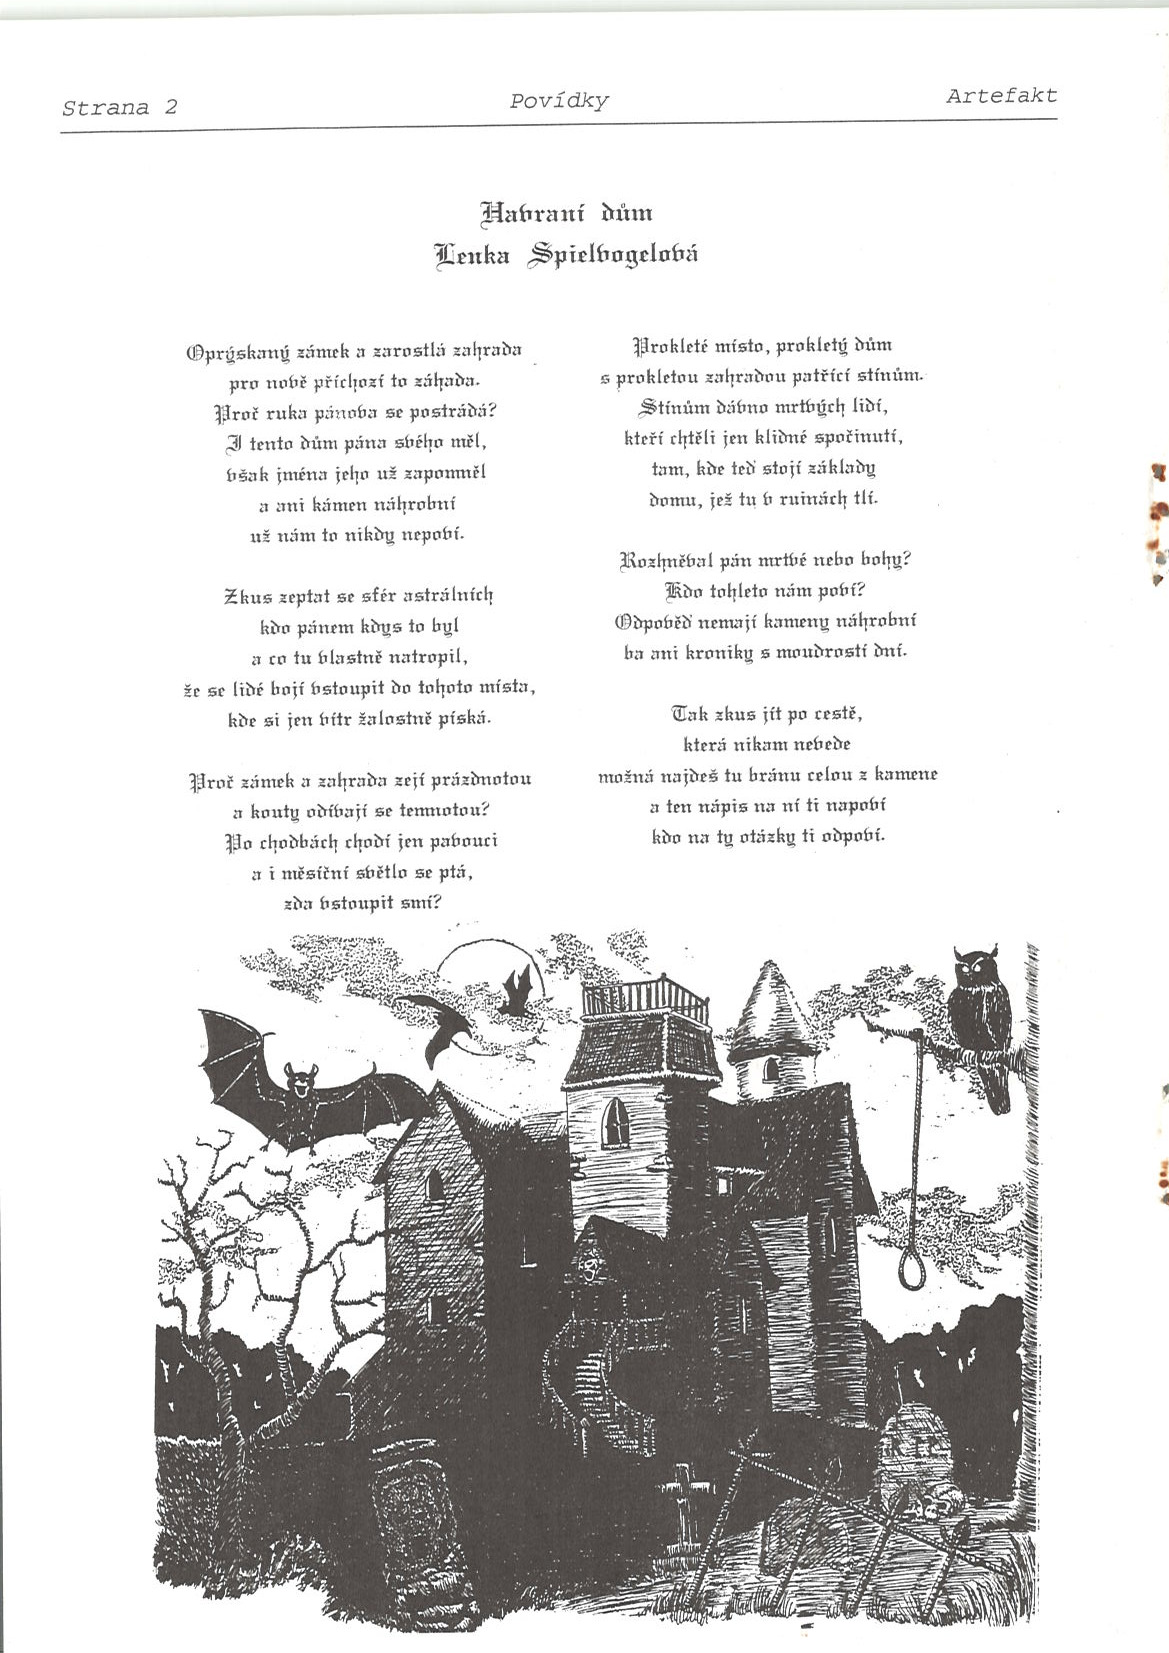 Strana 2 Povídky Artefakt
Havraní dům
Lenka Spielvogelová
Oprýskaný zámek a zarostlá zahrada
pro nově příchozí to záhada.
Proč ruka pánova se postrádá?
I tento dům pána svého měl,
však jména jeho už zapomněl
a ani kámen náhrobní
už nám to nikdy nepoví.
Zkus zeptat se sfér astrálních
kdo pánem kdys to byl
a co tu vlastně natropil,
že se lidé bojí vstoupit do tohoto místa,
kde si jen vítr žalostně píská.
Proč zámek a zahrada zejí prázdnotou
a kouty odívají se temnotou?
Po chodbách chodí jen pavouci
a i měsíční světlo se ptá,
zda vstoupit smí?
Prokleté místo, prokletý dům
s prokletou zahradou patřící stínům.
Stínům dávno mrtvých lidí,
kteří chtěli jen klidné spočinutí,
tam, kde teď stojí základy
domu, jež tu v ruinách tlí.
Rozhněval pán mrtvé nebo bohy?
Kdo tohleto nám poví?
Odpověď nemají kameny náhrobní
ba ani kroniky s moudrostí dní.
Tak zkus jít po cestě,
která nikam nevede
možná najdeš tu bránu celou z kamene
a ten nápis na ní ti napoví
kdo na ty otázky ti odpoví.